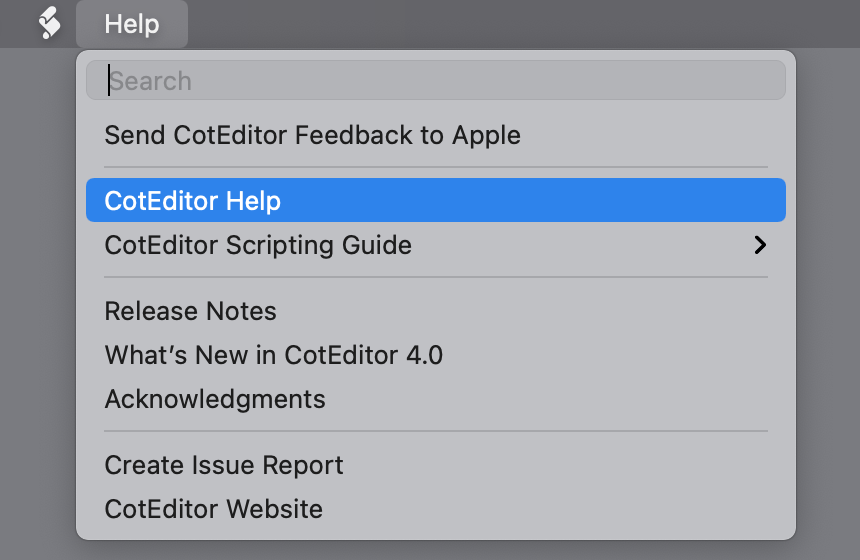 Help
Search
Send CotEditor Feedback to Apple
CotEditor Help
CotEditor Scripting Guide
Release Notes
What’s New in CotEditor 4.0
Acknowledgments
Create Issue Report
CotEditor Website